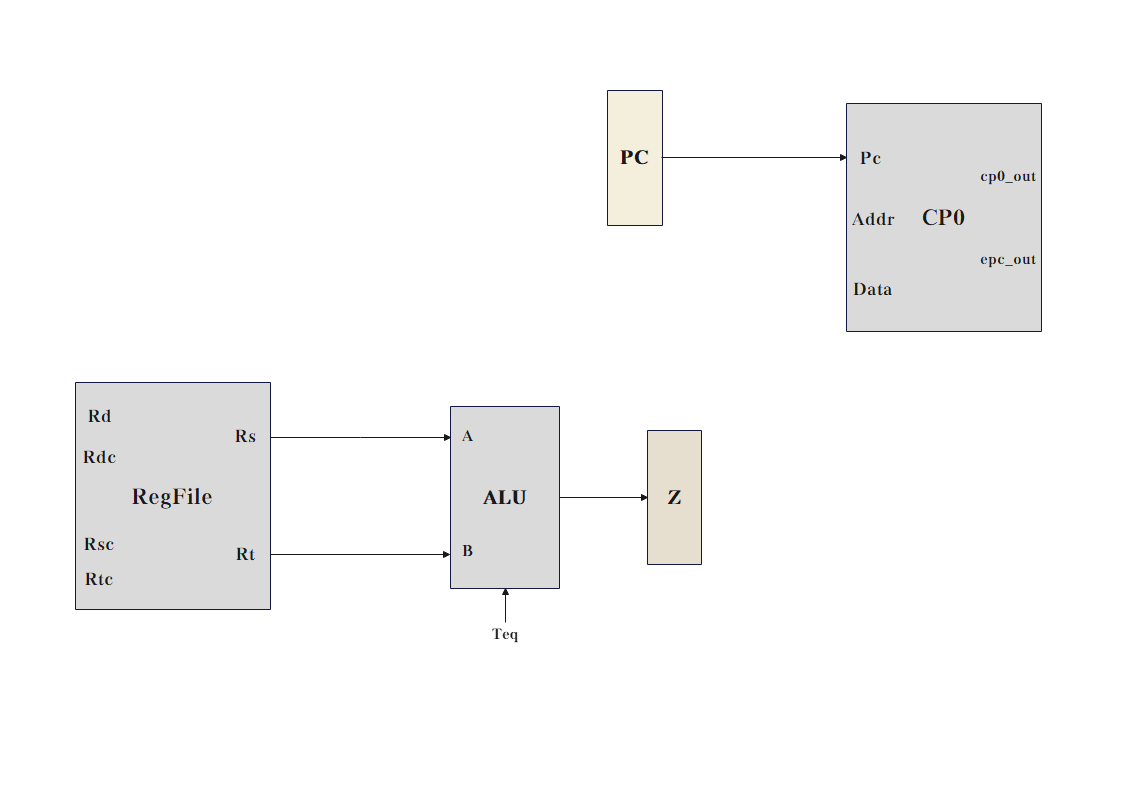 PC
Pc
cp0_out
Addr
CP0
epc_out
Data
Rd
Rs
Rdc
RegFile
Rsc
Rt
Rtc
A
ALU
B
Z
Teq